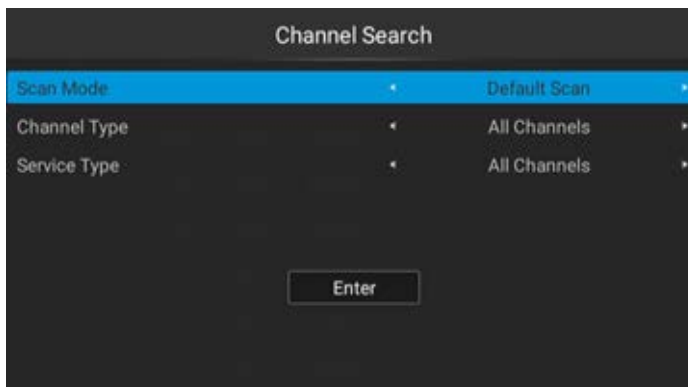 Channel Search
Scan Mode Default Scan
Channel Type All Channels
Service Type All Channels
Enter